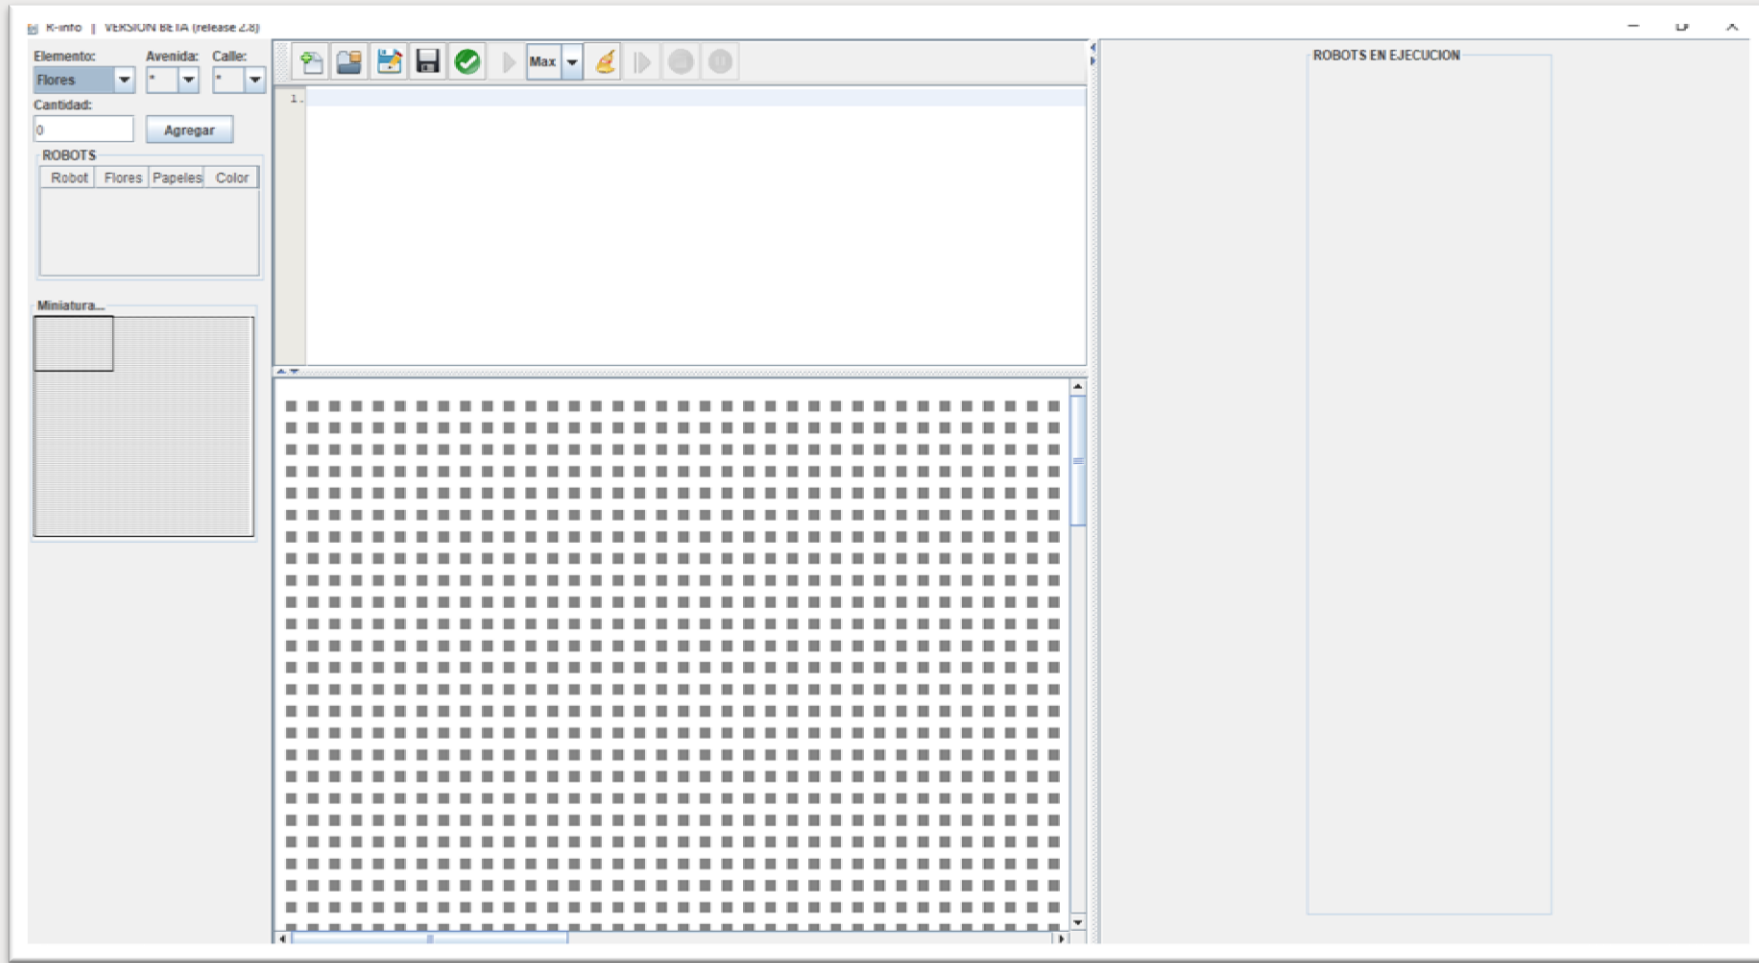 R-info || VERSION BETA (release 2.8)
Elemento: Avenida: Calle:
Flores * *
Cantidad:
0 Agregar
ROBOTS
Robot Flores Papeles Color
Miniatura...
Max
1.
ROBOTS EN EJECUCION